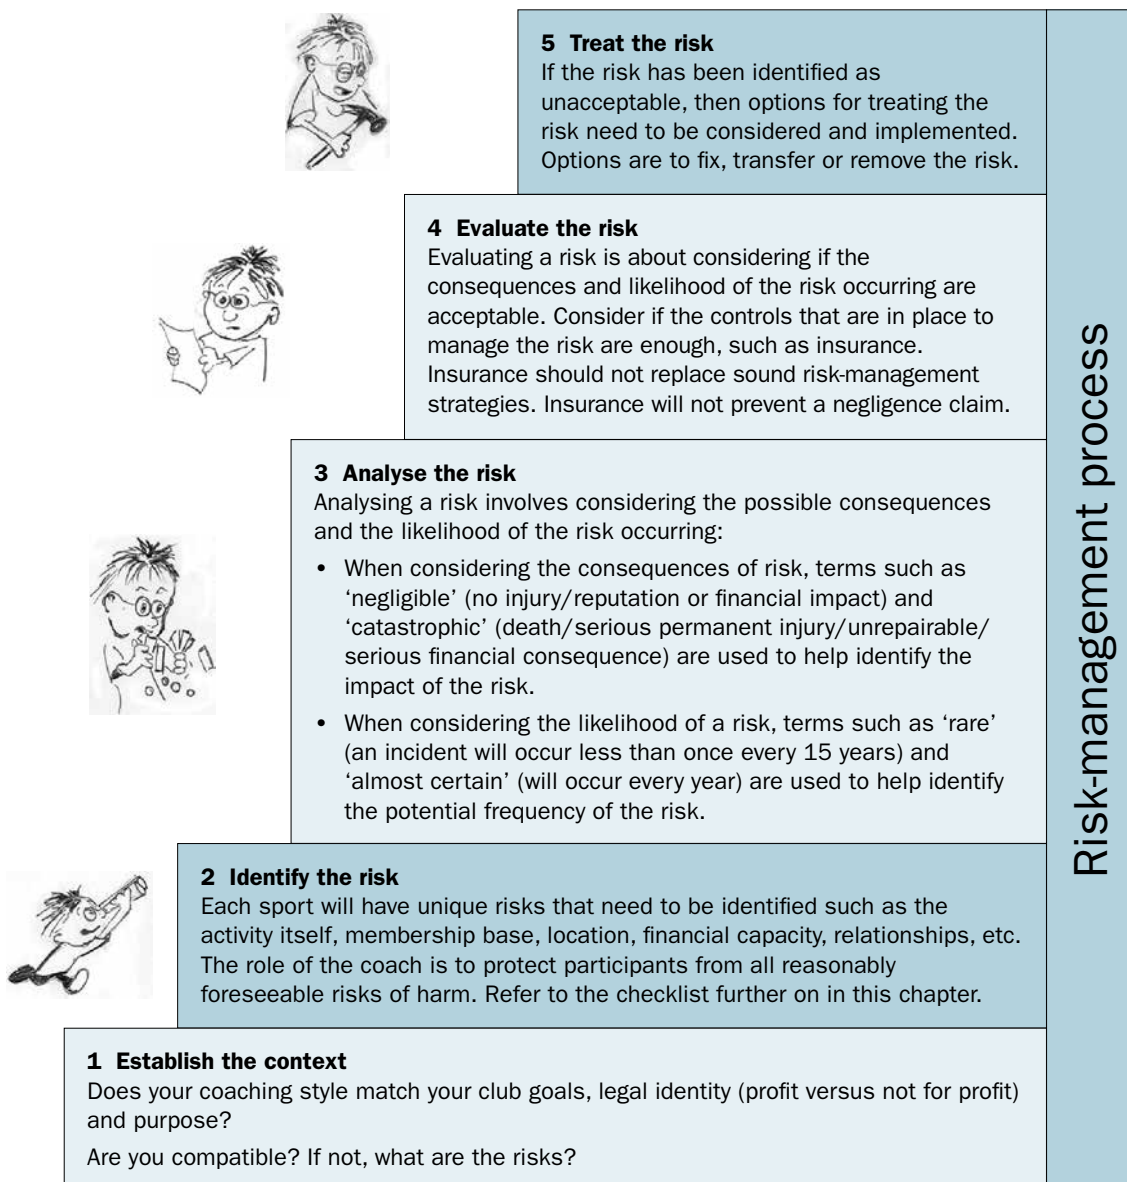 5 Treat the risk
If the risk has been identified as
unacceptable, then options for treating the
risk need to be considered and implemented.
Options are to fix, transfer or remove the risk.
4 Evaluate the risk
Evaluating a risk is about considering if the
consequences and likelihood of the risk occurring are
acceptable. Consider if the controls that are in place to
manage the risk are enough, such as insurance.
Insurance should not replace sound risk-management
strategies. Insurance will not prevent a negligence claim.
3 Analyse the risk
Analysing a risk involves considering the possible consequences
and the likelihood of the risk occurring:
• When considering the consequences of risk, terms such as
‘negligible’ (no injury/reputation or financial impact) and
‘catastrophic’ (death/serious permanent injury/unrepairable/
serious financial consequence) are used to help identify the
impact of the risk.
• When considering the likelihood of a risk, terms such as ‘rare’
(an incident will occur less than once every 15 years) and
‘almost certain’ (will occur every year) are used to help identify
the potential frequency of the risk.
2 Identify the risk
Each sport will have unique risks that need to be identified such as the
activity itself, membership base, location, financial capacity, relationships, etc.
The role of the coach is to protect participants from all reasonably
foreseeable risks of harm. Refer to the checklist further on in this chapter.
1 Establish the context
Does your coaching style match your club goals, legal identity (profit versus not for profit)
and purpose?
Are you compatible? If not, what are the risks?
Risk-management process